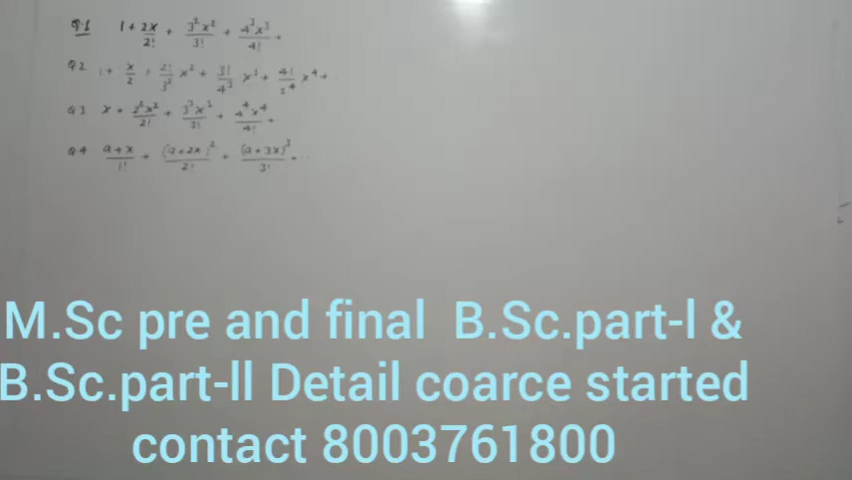 Q.1 1 + 2x/2! + 3²x²/3! + 4³x³/4! +
Q2 1 + x/2 + 2!/3² x² + 3!/4³ x³ + 4!/5⁴ x⁴ + ..
Q3 x + 2²x²/2! + 3³x³/3! + 4⁴x⁴/4! +
Q4 a+x/1! + (a+2x)²/2! + (a+3x)³/3! + ...
M.Sc pre and final B.Sc.part-l &
B.Sc.part-ll Detail coarce started
contact 8003761800